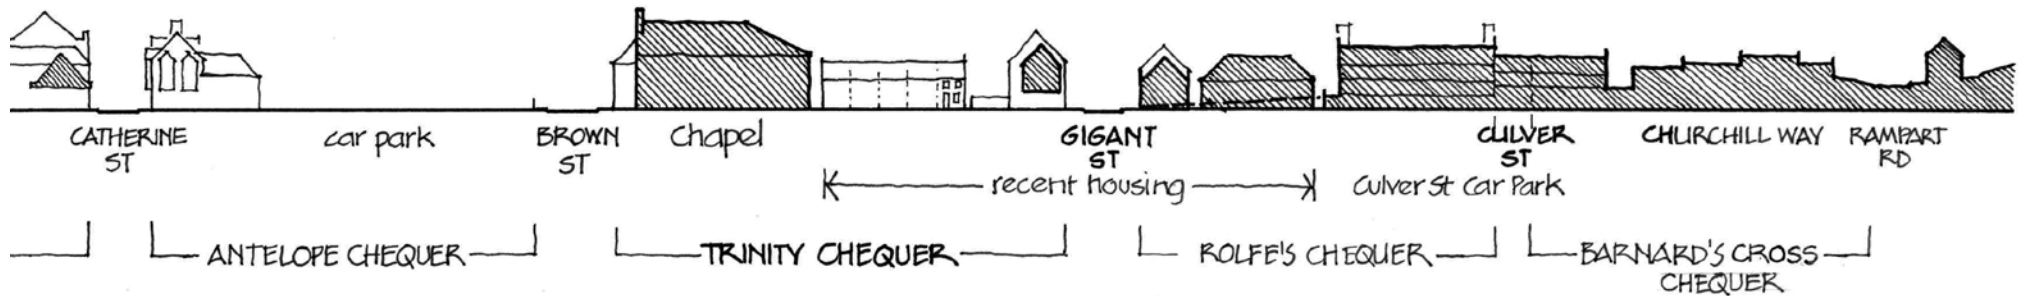 CATHERINE
ST
car park
BROWN
ST
Chapel
GIGANT
ST
CULVER
ST
CHURCHILL WAY
RAMPART
RD
recent housing
Culver St Car Park
ANTELOPE CHEQUER
TRINITY CHEQUER
ROLFE'S CHEQUER
BARNARD'S CROSS
CHEQUER